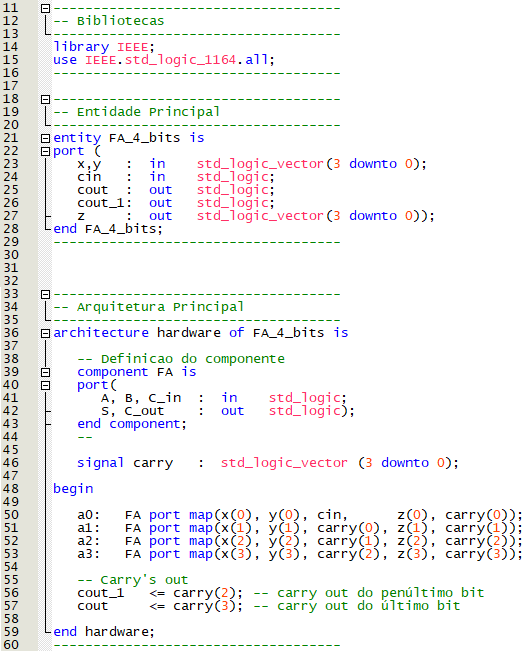 11 -----------------------------------
12 -- Bibliotecas
13 -----------------------------------
14 library IEEE;
15 use IEEE.std_logic_1164.all;
16 -----------------------------------
17
18 -----------------------------------
19 -- Entidade Principal
20 -----------------------------------
21 entity FA_4_bits is
22 port (
23    x,y   :  in    std_logic_vector(3 downto 0);
24    cin   :  in    std_logic;
25    cout  :  out   std_logic;
26    cout_1:  out   std_logic;
27    z     :  out   std_logic_vector(3 downto 0));
28 end FA_4_bits;
29 -----------------------------------
30
31
32
33 -----------------------------------
34 -- Arquitetura Principal
35 -----------------------------------
36 architecture hardware of FA_4_bits is
37
38    -- Definicao do componente
39    component FA is
40    port(
41       A, B, C_in  :  in    std_logic;
42       S, C_out    :  out   std_logic);
43    end component;
44    --
45
46    signal carry   :  std_logic_vector (3 downto 0);
47
48 begin
49
50    a0:   FA port map(x(0), y(0), cin,      z(0), carry(0));
51    a1:   FA port map(x(1), y(1), carry(0), z(1), carry(1));
52    a2:   FA port map(x(2), y(2), carry(1), z(2), carry(2));
53    a3:   FA port map(x(3), y(3), carry(2), z(3), carry(3));
54
55    -- Carry's out
56    cout_1   <= carry(2); -- carry out do penúltimo bit
57    cout     <= carry(3); -- carry out do último bit
58
59 end hardware;
60 -----------------------------------